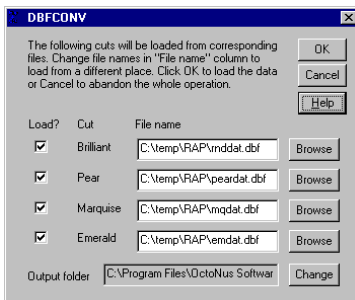 DBFCONV
The following cuts will be loaded from corresponding
files. Change file names in "File name" column to
load from a different place. Click OK to load the data
or Cancel to abandon the whole operation.
OK
Cancel
Help
Load? Cut File name
Brilliant C:\temp\RAP\rnddat.dbf Browse
Pear C:\temp\RAP\peardat.dbf Browse
Marquise C:\temp\RAP\mqdat.dbf Browse
Emerald C:\temp\RAP\emdat.dbf Browse
Output folder C:\Program Files\OctoNus Softwar Change